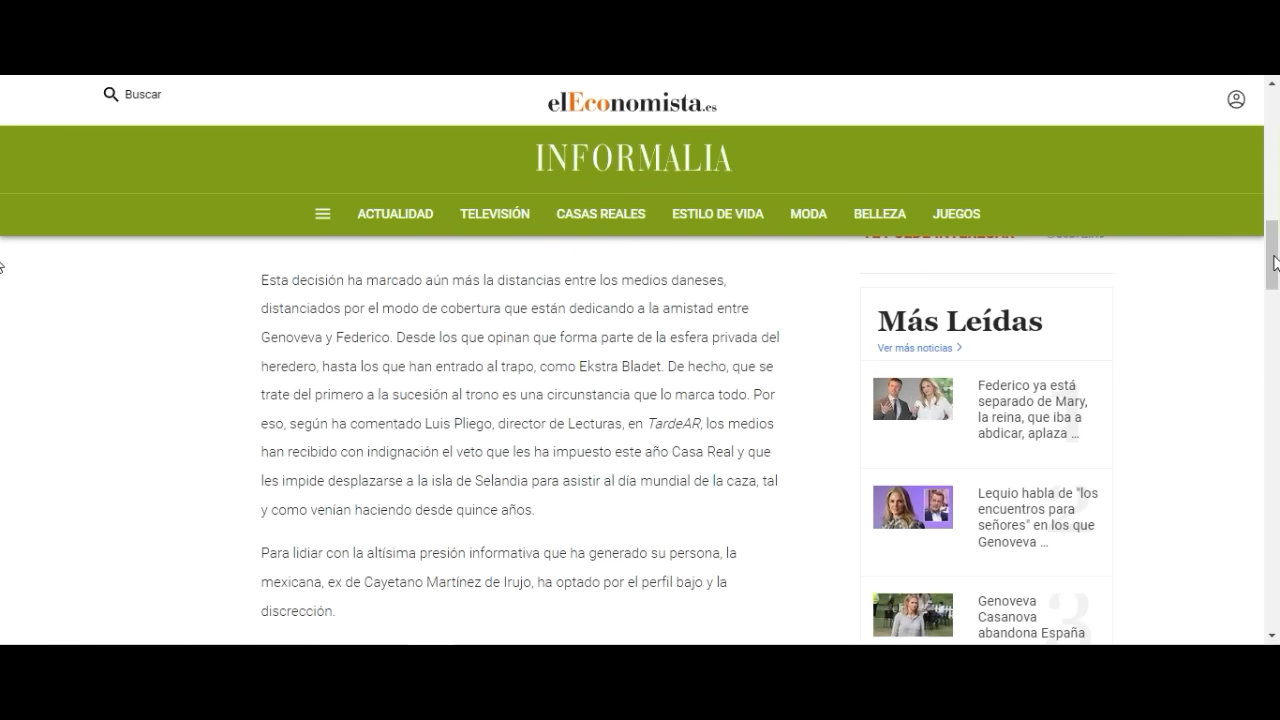 Buscar
elEconomista.es
INFORMALIA
ACTUALIDAD TELEVISIÓN CASAS REALES ESTILO DE VIDA MODA BELLEZA JUEGOS
Esta decisión ha marcado aún más la distancias entre los medios daneses,
distanciados por el modo de cobertura que están dedicando a la amistad entre
Genoveva y Federico. Desde los que opinan que forma parte de la esfera privada del
heredero, hasta los que han entrado al trapo, como Ekstra Bladet. De hecho, que se
trate del primero a la sucesión al trono es una circunstancia que lo marca todo. Por
eso, según ha comentado Luis Pliego, director de Lecturas, en TardeAR, los medios
han recibido con indignación el veto que les ha impuesto este año Casa Real y que
les impide desplazarse a la isla de Selandia para asistir al día mundial de la caza, tal
y como venían haciendo desde quince años.
Para lidiar con la altísima presión informativa que ha generado su persona, la
mexicana, ex de Cayetano Martínez de Irujo, ha optado por el perfil bajo y la
discrección.
Más Leídas
Ver más noticias
Federico ya está
separado de Mary,
la reina, que iba a
abdicar, aplaza ...
1
Lequio habla de "los
encuentros para
señores" en los que
Genoveva ...
2
Genoveva
Casanova
abandona España
3